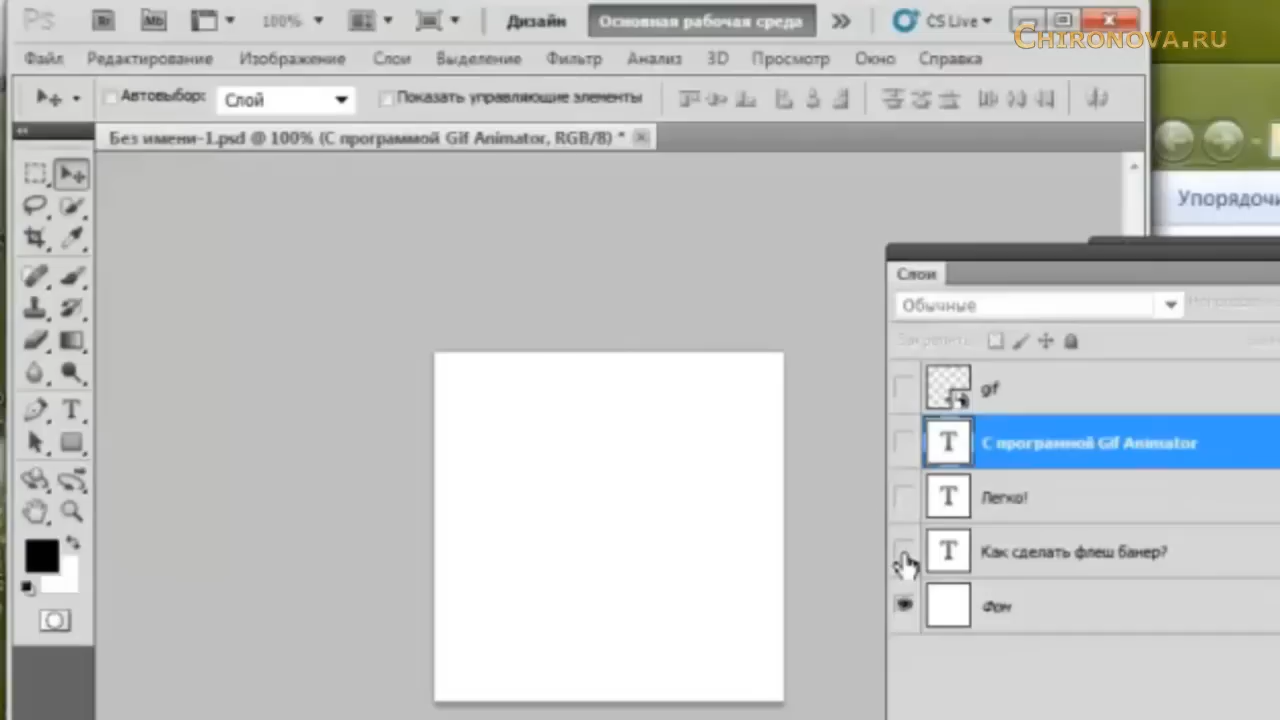 Ps Br Mb 100% Дизайн Основная рабочая среда CS Live
CHIRONOVA.RU
Файл Редактирование Изображение Слои Выделение Фильтр Анализ 3D Просмотр Окно Справка
Автовыбор: Слой Показать управляющие элементы
Без имени-1.psd @ 100% (С программой Gif Animator, RGB/8) *
Упорядочи
Слои
Обычные
Закрепить:
gf
С программой Gif Animator
Легко!
Как сделать флеш банер?
Фон